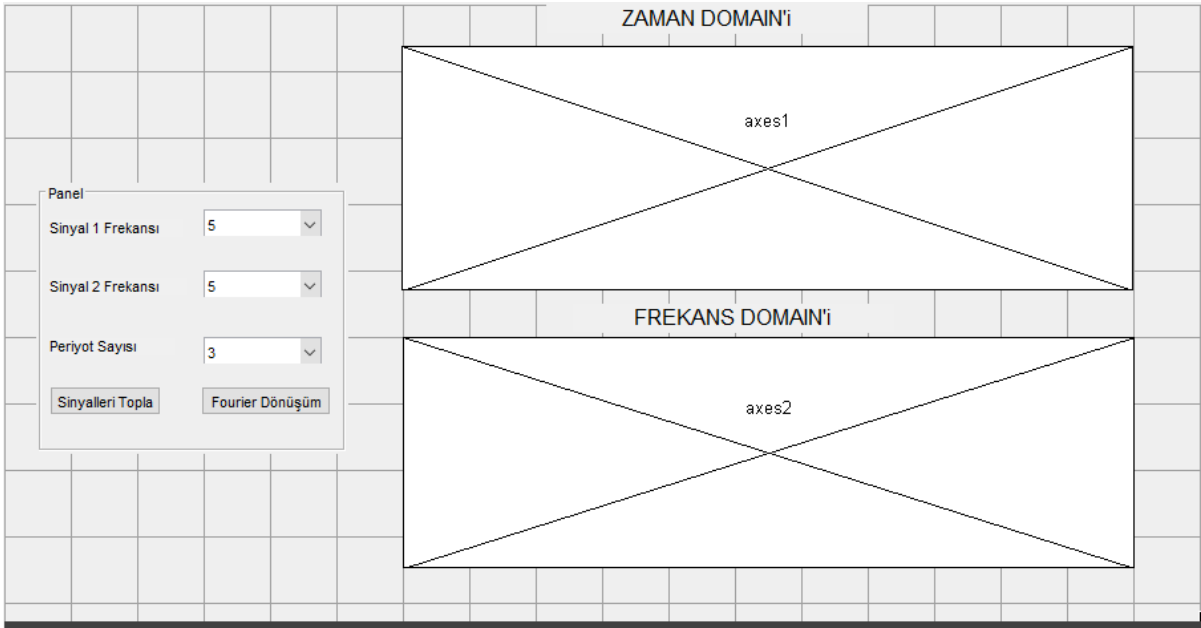 ZAMAN DOMAIN'i
axes1
Panel
Sinyal 1 Frekansı
5
Sinyal 2 Frekansı
5
Periyot Sayısı
3
Sinyalleri Topla
Fourier Dönüşüm
FREKANS DOMAIN'i
axes2